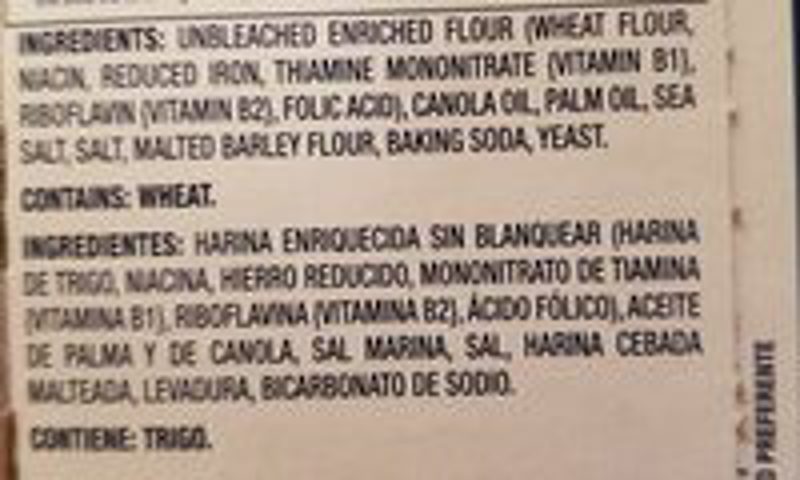 INGREDIENTS: UNBLEACHED ENRICHED FLOUR (WHEAT FLOUR,
NIACIN, REDUCED IRON, THIAMINE MONONITRATE (VITAMIN B1),
RIBOFLAVIN (VITAMIN B2), FOLIC ACID), CANOLA OIL, PALM OIL, SEA
SALT, SALT, MALTED BARLEY FLOUR, BAKING SODA, YEAST.
CONTAINS: WHEAT.
INGREDIENTES: HARINA ENRIQUECIDA SIN BLANQUEAR (HARINA
DE TRIGO, NIACINA, HIERRO REDUCIDO, MONONITRATO DE TIAMINA
(VITAMINA B1), RIBOFLAVINA (VITAMINA B2), ÁCIDO FÓLICO), ACEITE
DE PALMA Y DE CANOLA, SAL MARINA, SAL, HARINA CEBADA
MALTEADA, LEVADURA, BICARBONATO DE SODIO.
CONTIENE: TRIGO.
PREFERENTE